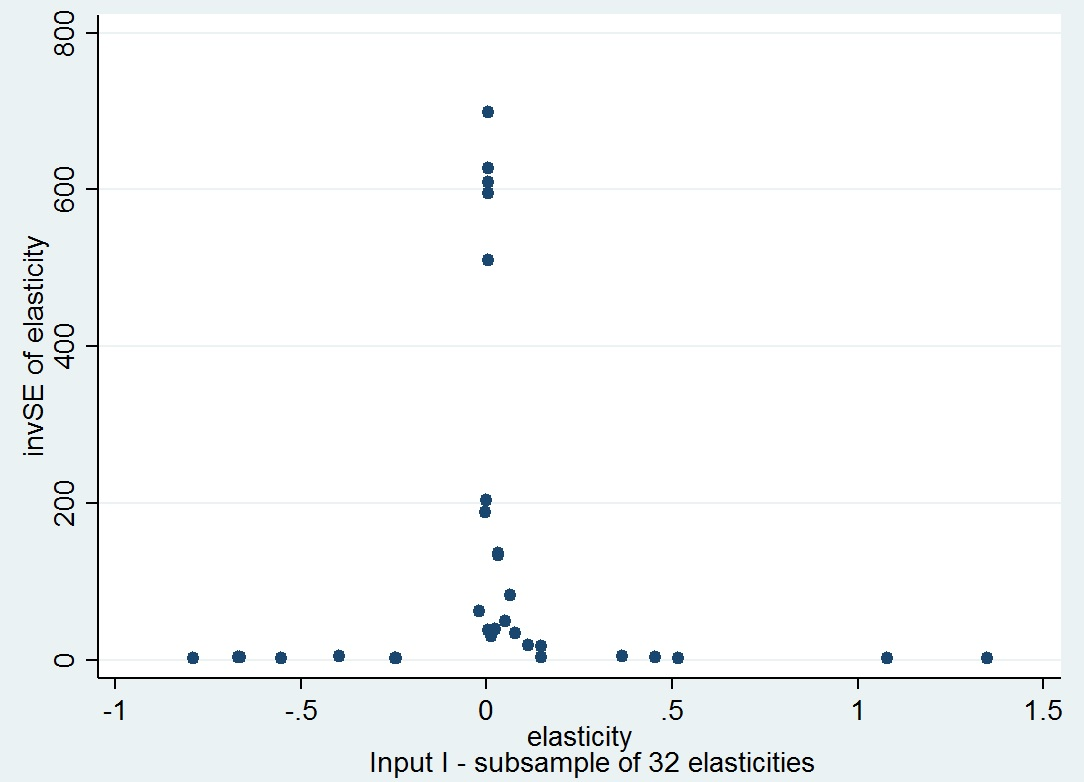 800
600
400
200
0
invSE of elasticity
-1 -.5 0 .5 1 1.5
elasticity
Input I - subsample of 32 elasticities